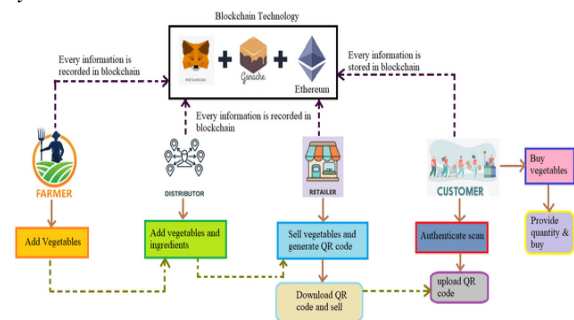 Blockchain Technology
Every information is
recorded in blockchain
METAMASK
Ganache
Ethereum
Every information is
stored in blockchain
Every information is recorded in
blockchain
FARMER
DISTRIBUTOR
RETAILER
CUSTOMER
Buy
vegetables
Add Vegetables
Add vegetables and
ingredients
Sell vegetables and
generate QR code
Authenticate scan
Provide
quantity &
buy
Download QR
code and sell
upload QR
code